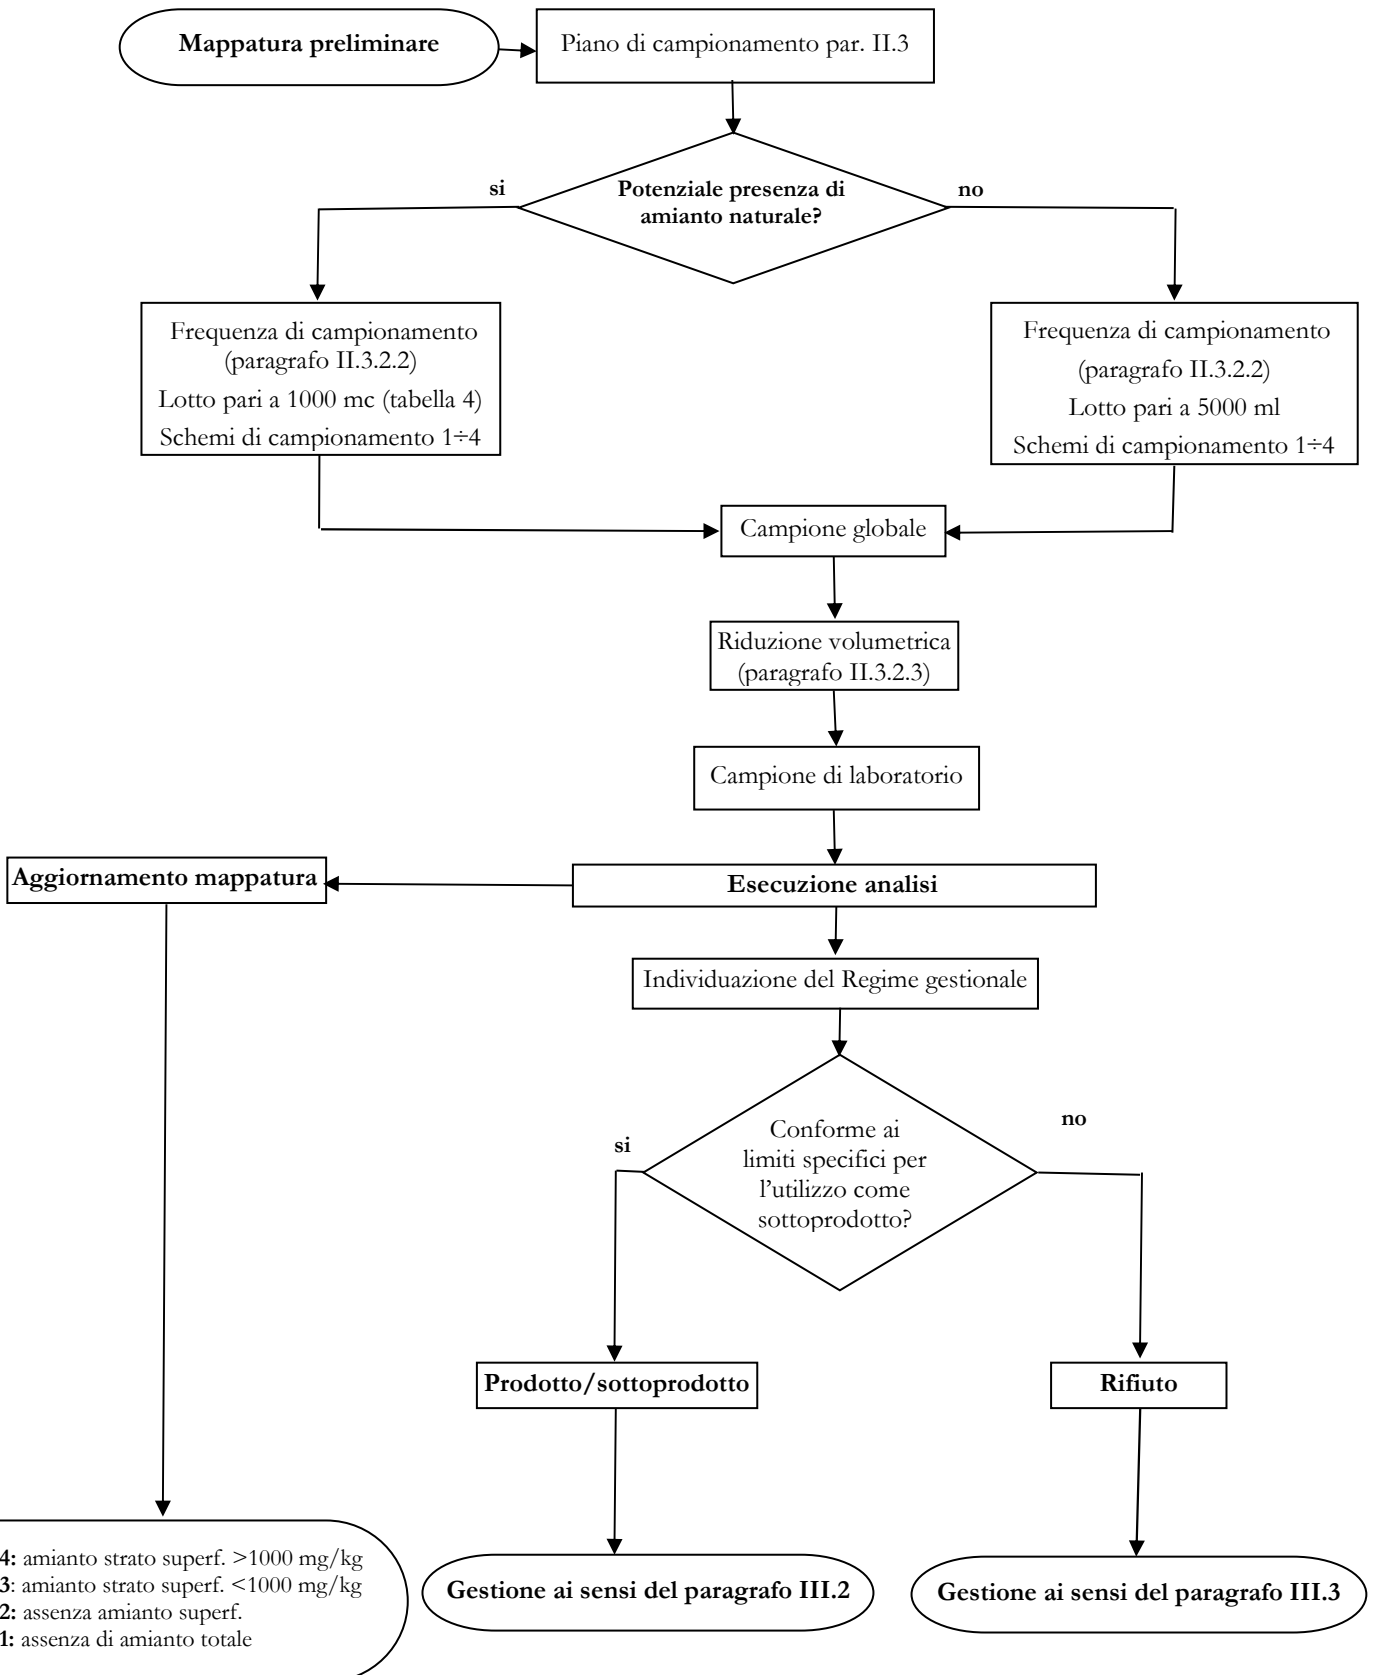 Mappatura preliminare
Piano di campionamento par. II.3
Potenziale presenza di
amianto naturale?
si
no
Frequenza di campionamento
(paragrafo II.3.2.2)
Lotto pari a 1000 mc (tabella 4)
Schemi di campionamento 1÷4
Frequenza di campionamento
(paragrafo II.3.2.2)
Lotto pari a 5000 ml
Schemi di campionamento 1÷4
Campione globale
Riduzione volumetrica
(paragrafo II.3.2.3)
Campione di laboratorio
Aggiornamento mappatura
Esecuzione analisi
Individuazione del Regime gestionale
Conforme ai
limiti specifici per
l’utilizzo come
sottoprodotto?
si
no
Prodotto/sottoprodotto
Rifiuto
4: amianto strato superf. >1000 mg/kg
3: amianto strato superf. <1000 mg/kg
2: assenza amianto superf.
1: assenza di amianto totale
Gestione ai sensi del paragrafo III.2
Gestione ai sensi del paragrafo III.3